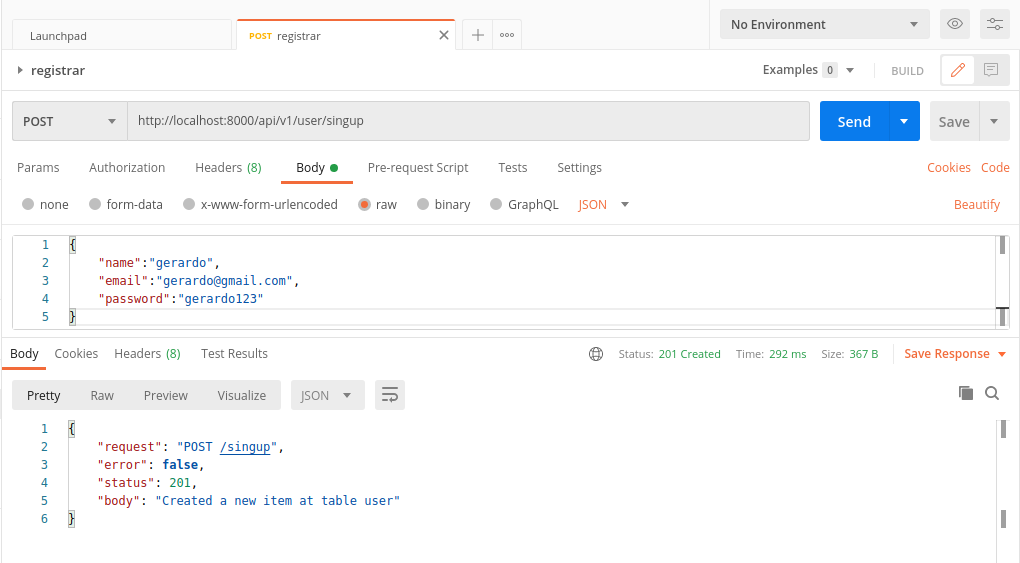 Launchpad
POST registrar
No Environment
registrar
Examples 0
BUILD
POST
http://localhost:8000/api/v1/user/singup
Send
Save
Params Authorization Headers (8) Body Pre-request Script Tests Settings Cookies Code
none form-data x-www-form-urlencoded raw binary GraphQL JSON Beautify
1 {
2 "name":"gerardo",
3 "email":"gerardo@gmail.com",
4 "password":"gerardo123"
5 }
Body Cookies Headers (8) Test Results Status: 201 Created Time: 292 ms Size: 367 B Save Response
Pretty Raw Preview Visualize JSON
1 {
2 "request": "POST /singup",
3 "error": false,
4 "status": 201,
5 "body": "Created a new item at table user"
6 }